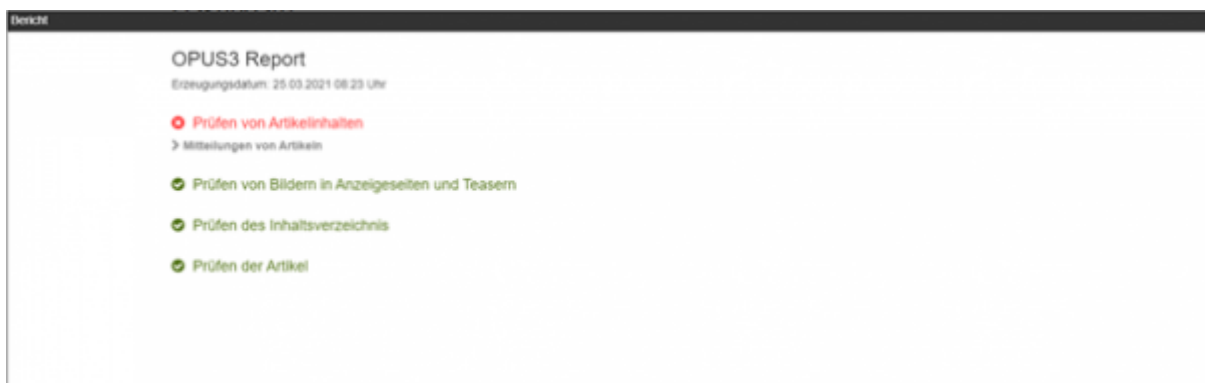 Bericht
OPUS3 Report
Erzeugungsdatum: 25.03.2021 08:23 Uhr
Prüfen von Artikelinhalten
Mitteilungen von Artikeln
Prüfen von Bildern in Anzeigeseiten und Teasern
Prüfen des Inhaltsverzeichnis
Prüfen der Artikel